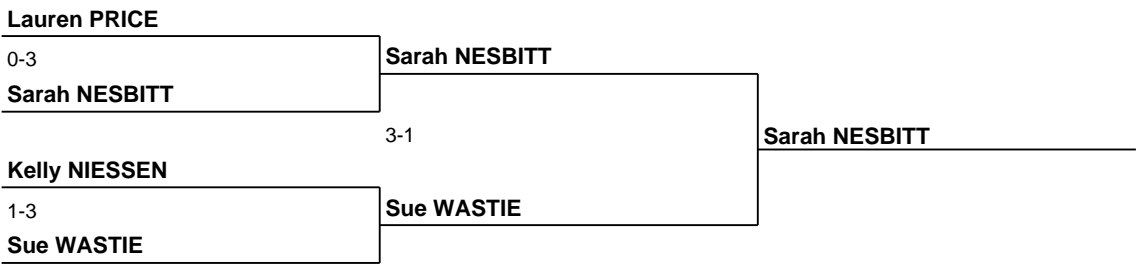 Lauren PRICE
0-3
Sarah NESBITT
Sarah NESBITT
3-1
Sarah NESBITT
Kelly NIESSEN
1-3
Sue WASTIE
Sue WASTIE